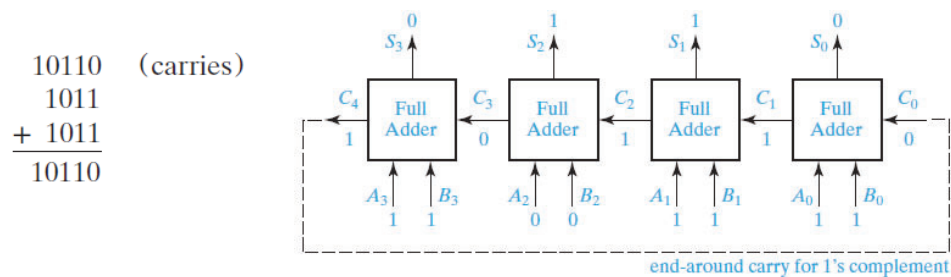 10110 (carries)
1011
+ 1011
10110
0 1 1 0
S3 S2 S1 S0
C4 Full Adder C3 Full Adder C2 Full Adder C1 Full Adder C0
1 0 1 1 0
A3 B3 A2 B2 A1 B1 A0 B0
1 1 0 0 1 1 1 1
end-around carry for 1's complement